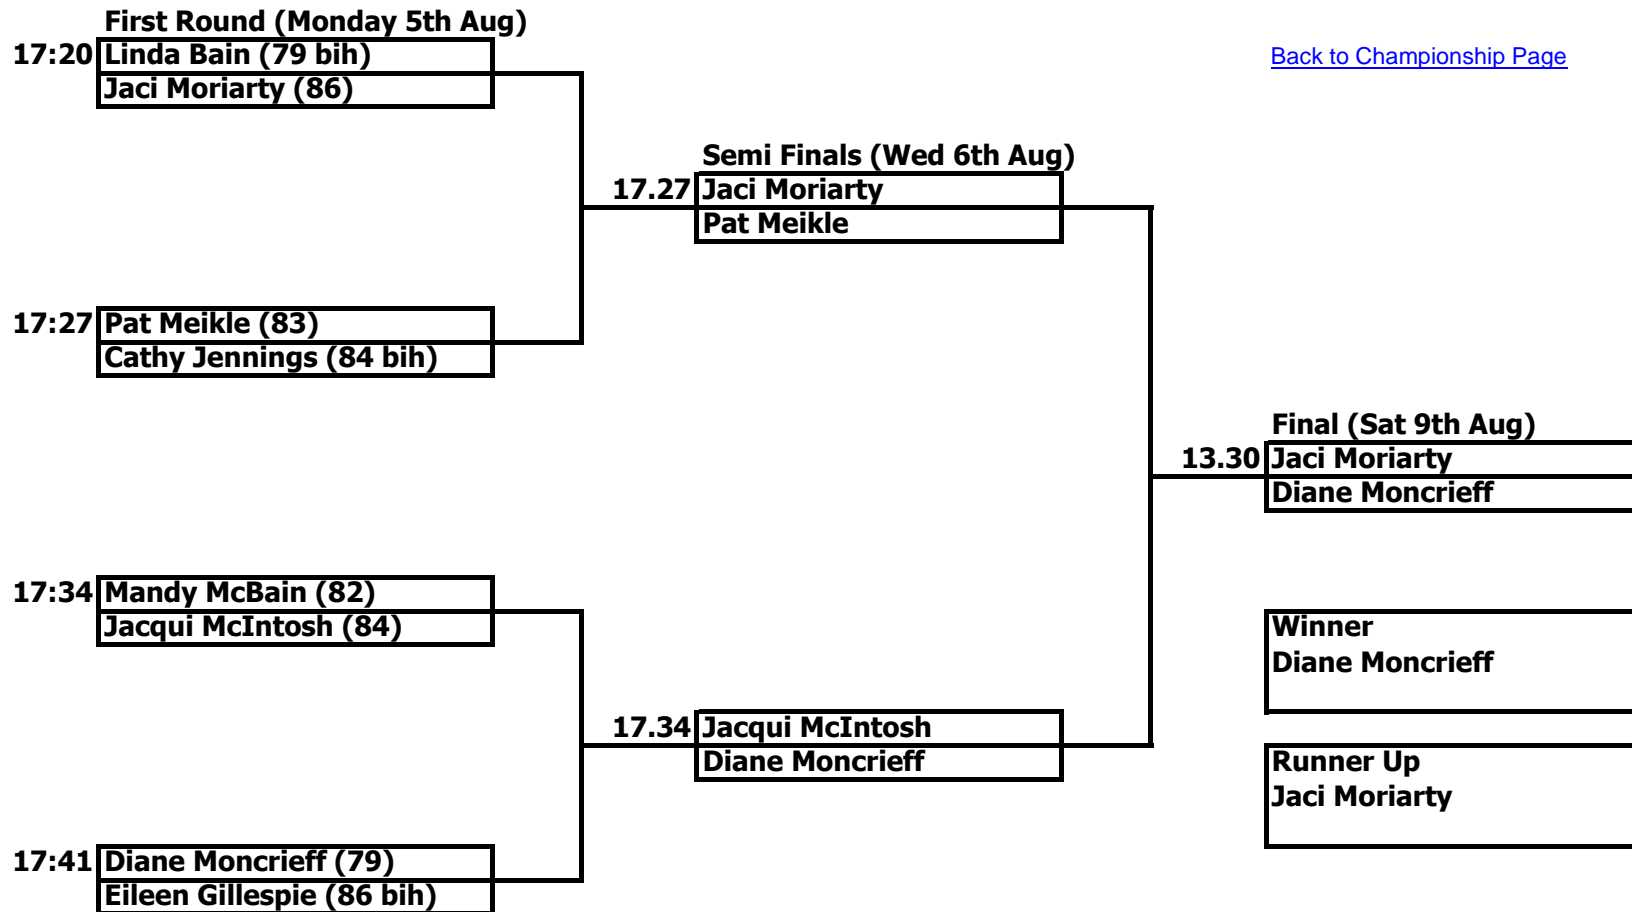 First Round (Monday 5th Aug)
17:20 Linda Bain (79 bih)
Jaci Moriarty (86)
Back to Championship Page
Semi Finals (Wed 6th Aug)
17.27 Jaci Moriarty
Pat Meikle
17:27 Pat Meikle (83)
Cathy Jennings (84 bih)
Final (Sat 9th Aug)
13.30 Jaci Moriarty
Diane Moncrieff
17:34 Mandy McBain (82)
Jacqui McIntosh (84)
Winner
Diane Moncrieff
17.34 Jacqui McIntosh
Diane Moncrieff
Runner Up
Jaci Moriarty
17:41 Diane Moncrieff (79)
Eileen Gillespie (86 bih)